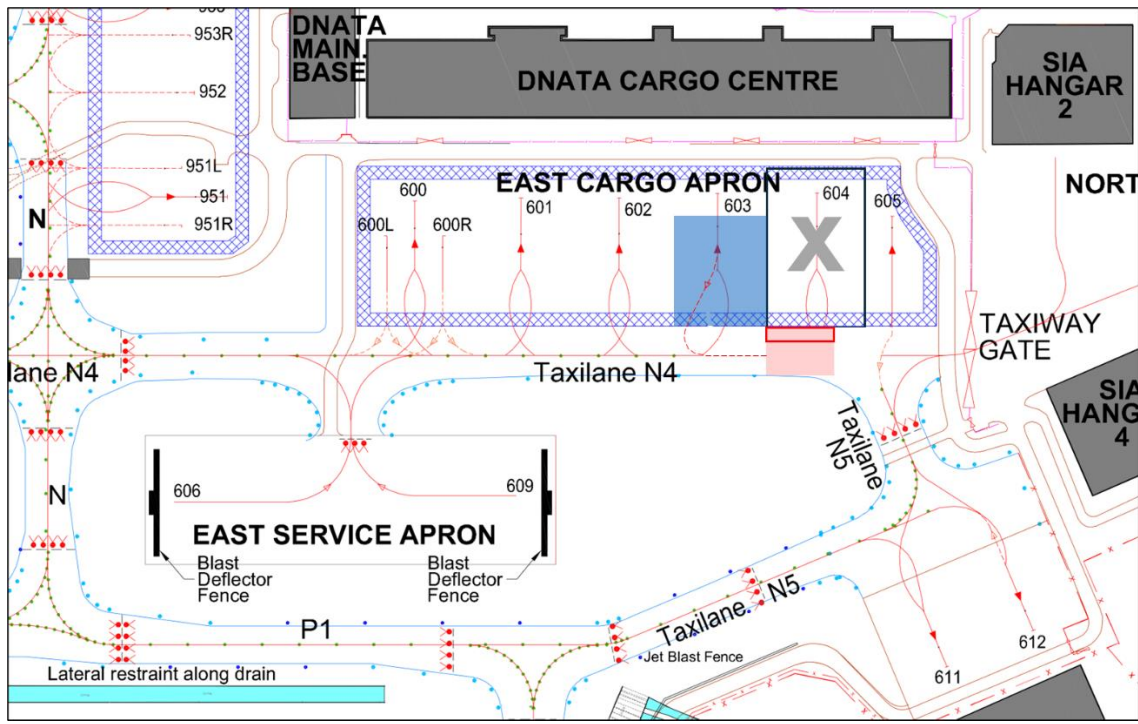 DNATA
MAIN.
BASE
DNATA CARGO CENTRE
SIA
HANGAR
2
953R
952
951L
951
951R
N
EAST CARGO APRON
NORT
600
601
602
603
604
605
600L
600R
X
TAXIWAY
GATE
lane N4
Taxilane N4
SIA
HANG
4
Taxilane
N5
N
606
609
EAST SERVICE APRON
Blast
Deflector
Fence
Blast
Deflector
Fence
Taxilane N5
P1
612
611
Jet Blast Fence
Lateral restraint along drain